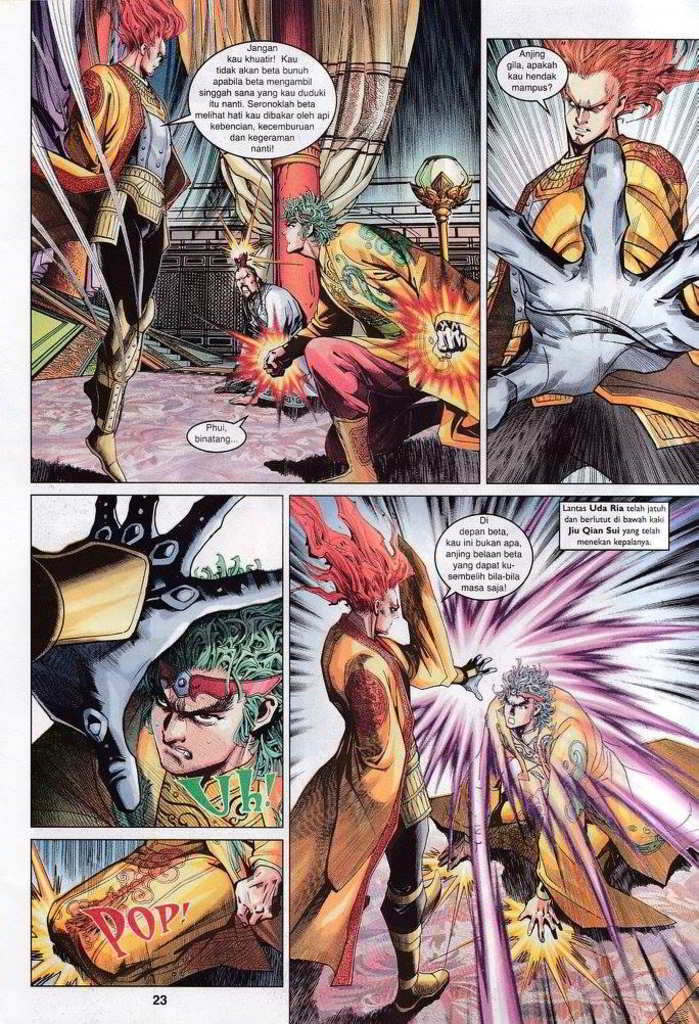 Jangan
kau khuatir! Kau
tidak akan beta bunuh
apabila beta mengambil
singgah sana yang kau duduki
itu nanti. Seronoklah beta
melihat hati kau dibakar oleh api
kebencian, kecemburuan
dan kegeraman
nanti!
Phui,
binatang...
Anjing
gila, apakah
kau hendak
mampus?
Uh!
POP!
Di
depan beta,
kau ini bukan apa,
anjing belaan beta
yang dapat ku-
sembelih bila-bila
masa saja!
Lantas Uda Ria telah jatuh
dan berlutut di bawah kaki
Jiu Qian Sui yang telah
menekan kepalanya.
23